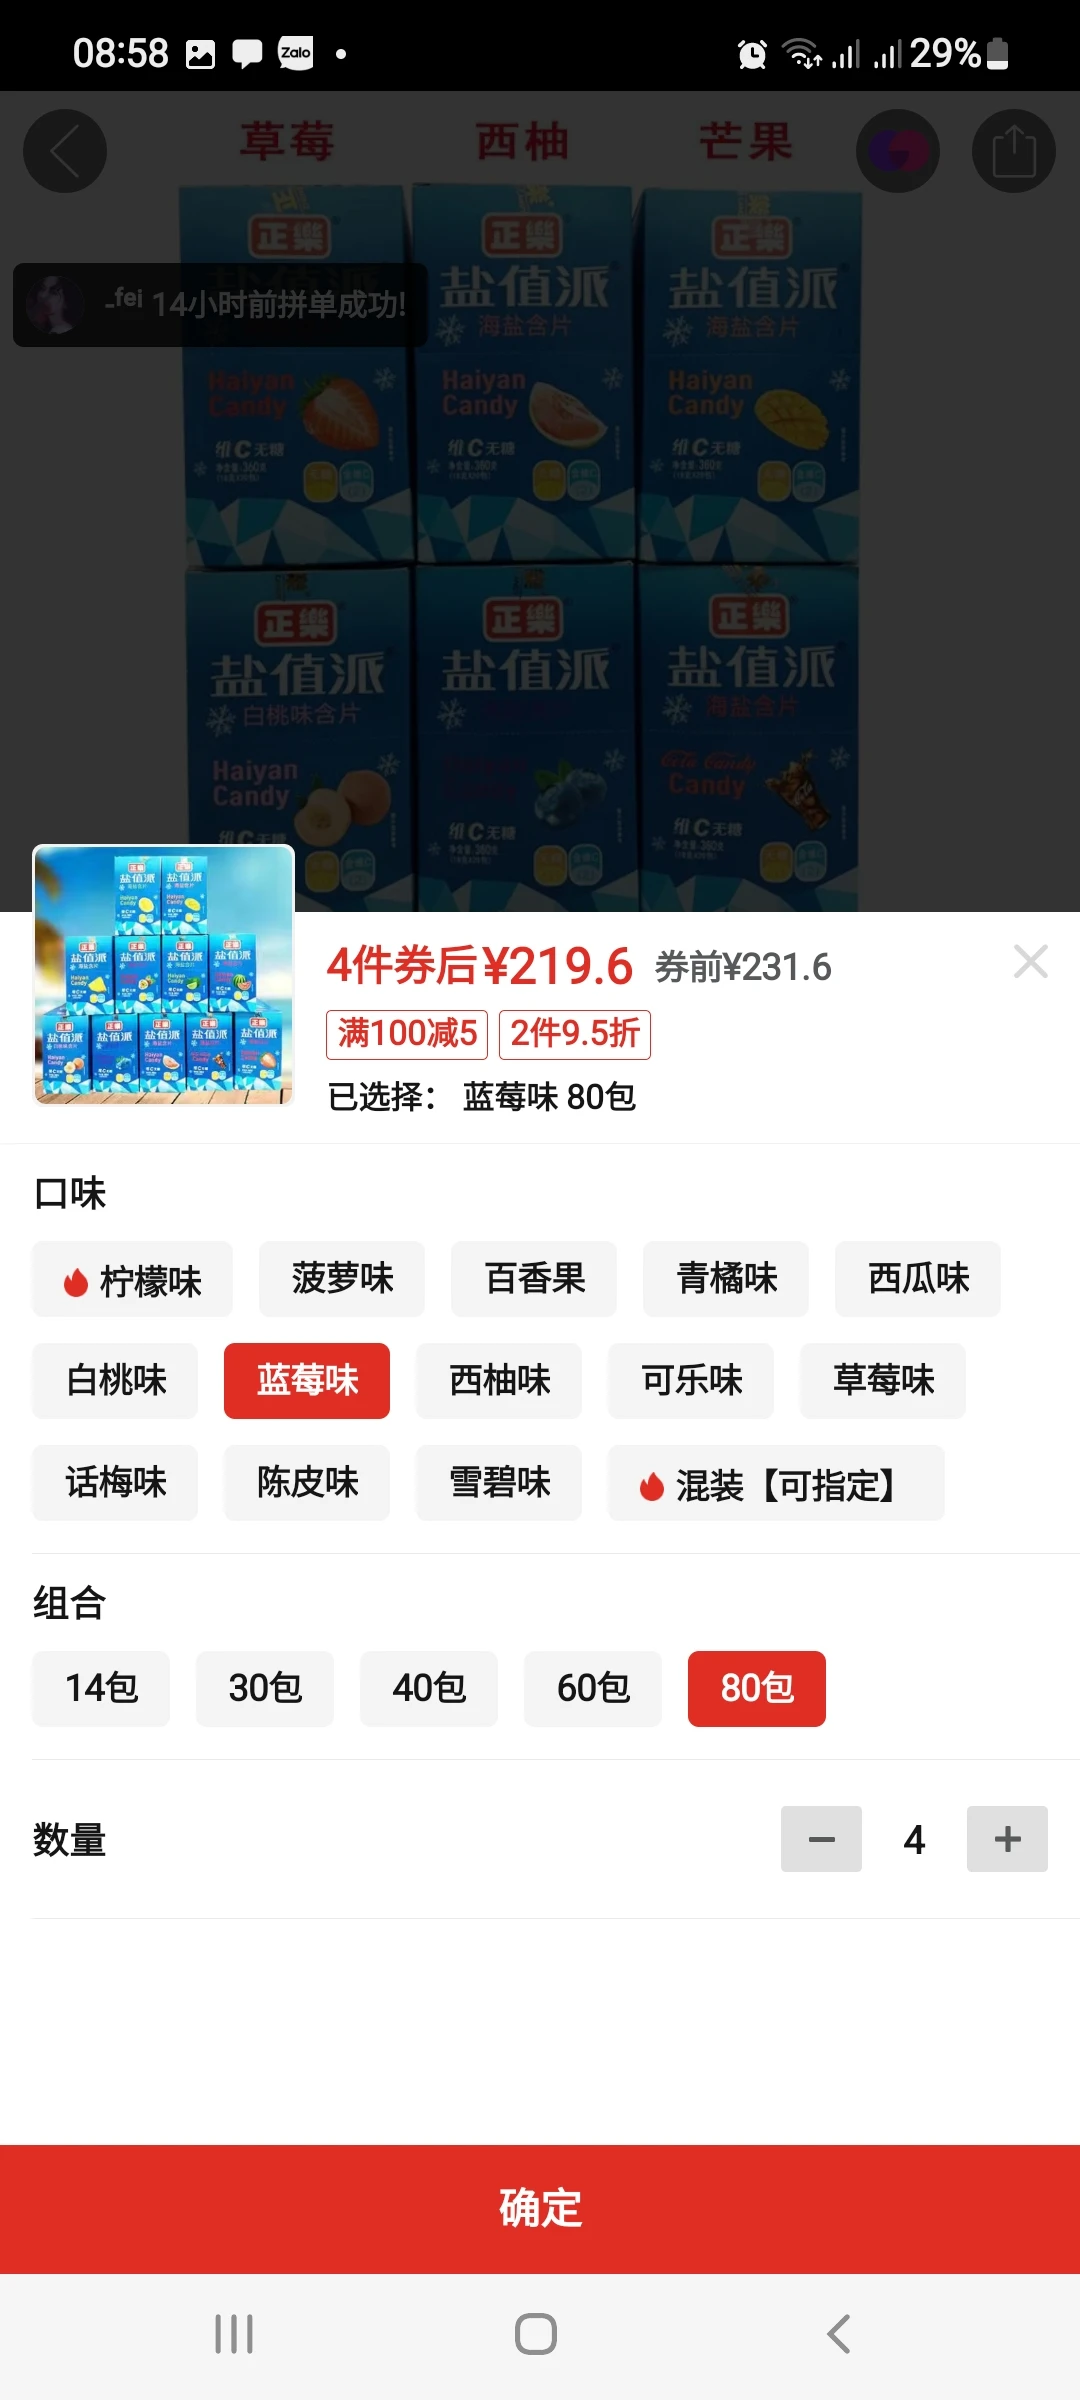 08:58 Zalo 29%
草莓 西柚 芒果
正樂 正樂 正樂
盐值派 盐值派
海盐含片 海盐含片
-fei 14小时前拼单成功!
Haiyan Candy Haiyan Candy Haiyan Candy
维C无糖 维C无糖 维C无糖
净含量:360克
正樂 正樂 正樂
盐值派 盐值派 盐值派
白桃味含片 海盐含片
Haiyan Candy Cola Candy
维C无糖 维C无糖 维C无糖
4件券后¥219.6 券前¥231.6
满100减5 2件9.5折
已选择: 蓝莓味 80包
口味
柠檬味 菠萝味 百香果 青橘味 西瓜味
白桃味 蓝莓味 西柚味 可乐味 草莓味
话梅味 陈皮味 雪碧味 混装【可指定】
组合
14包 30包 40包 60包 80包
数量 4
确定